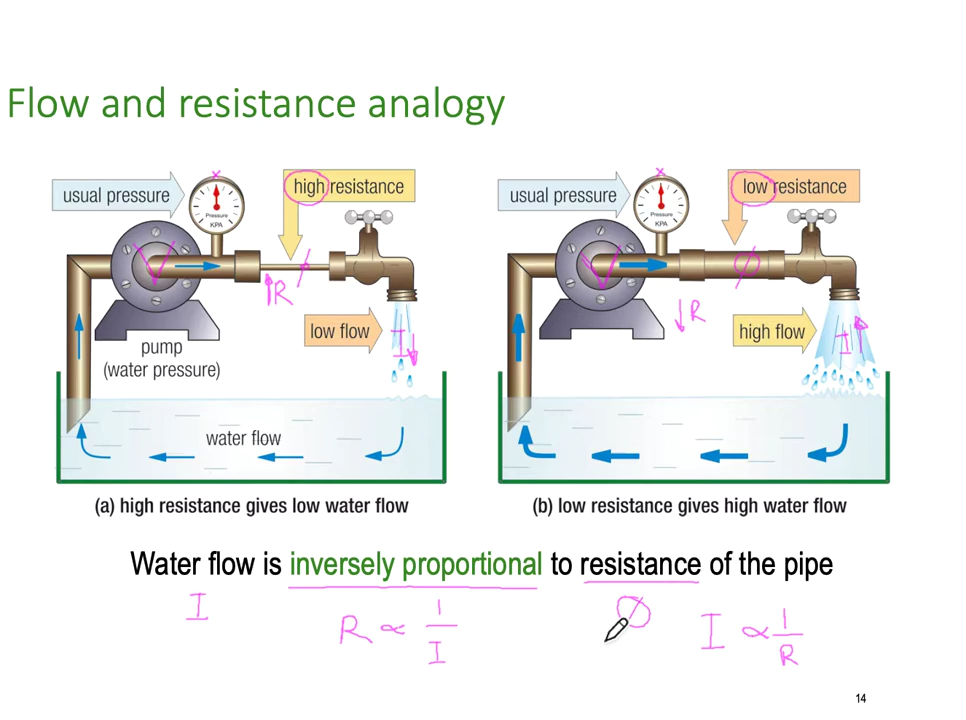 Flow and resistance analogy
usual pressure
Pressure
KPA
high resistance
↑R
low flow
I↓
pump
(water pressure)
water flow
(a) high resistance gives low water flow
usual pressure
Pressure
KPA
low resistance
↓R
high flow
I↑
(b) low resistance gives high water flow
V
V
Water flow is inversely proportional to resistance of the pipe
I
R ∝ 1/I
∅
I ∝ 1/R
14